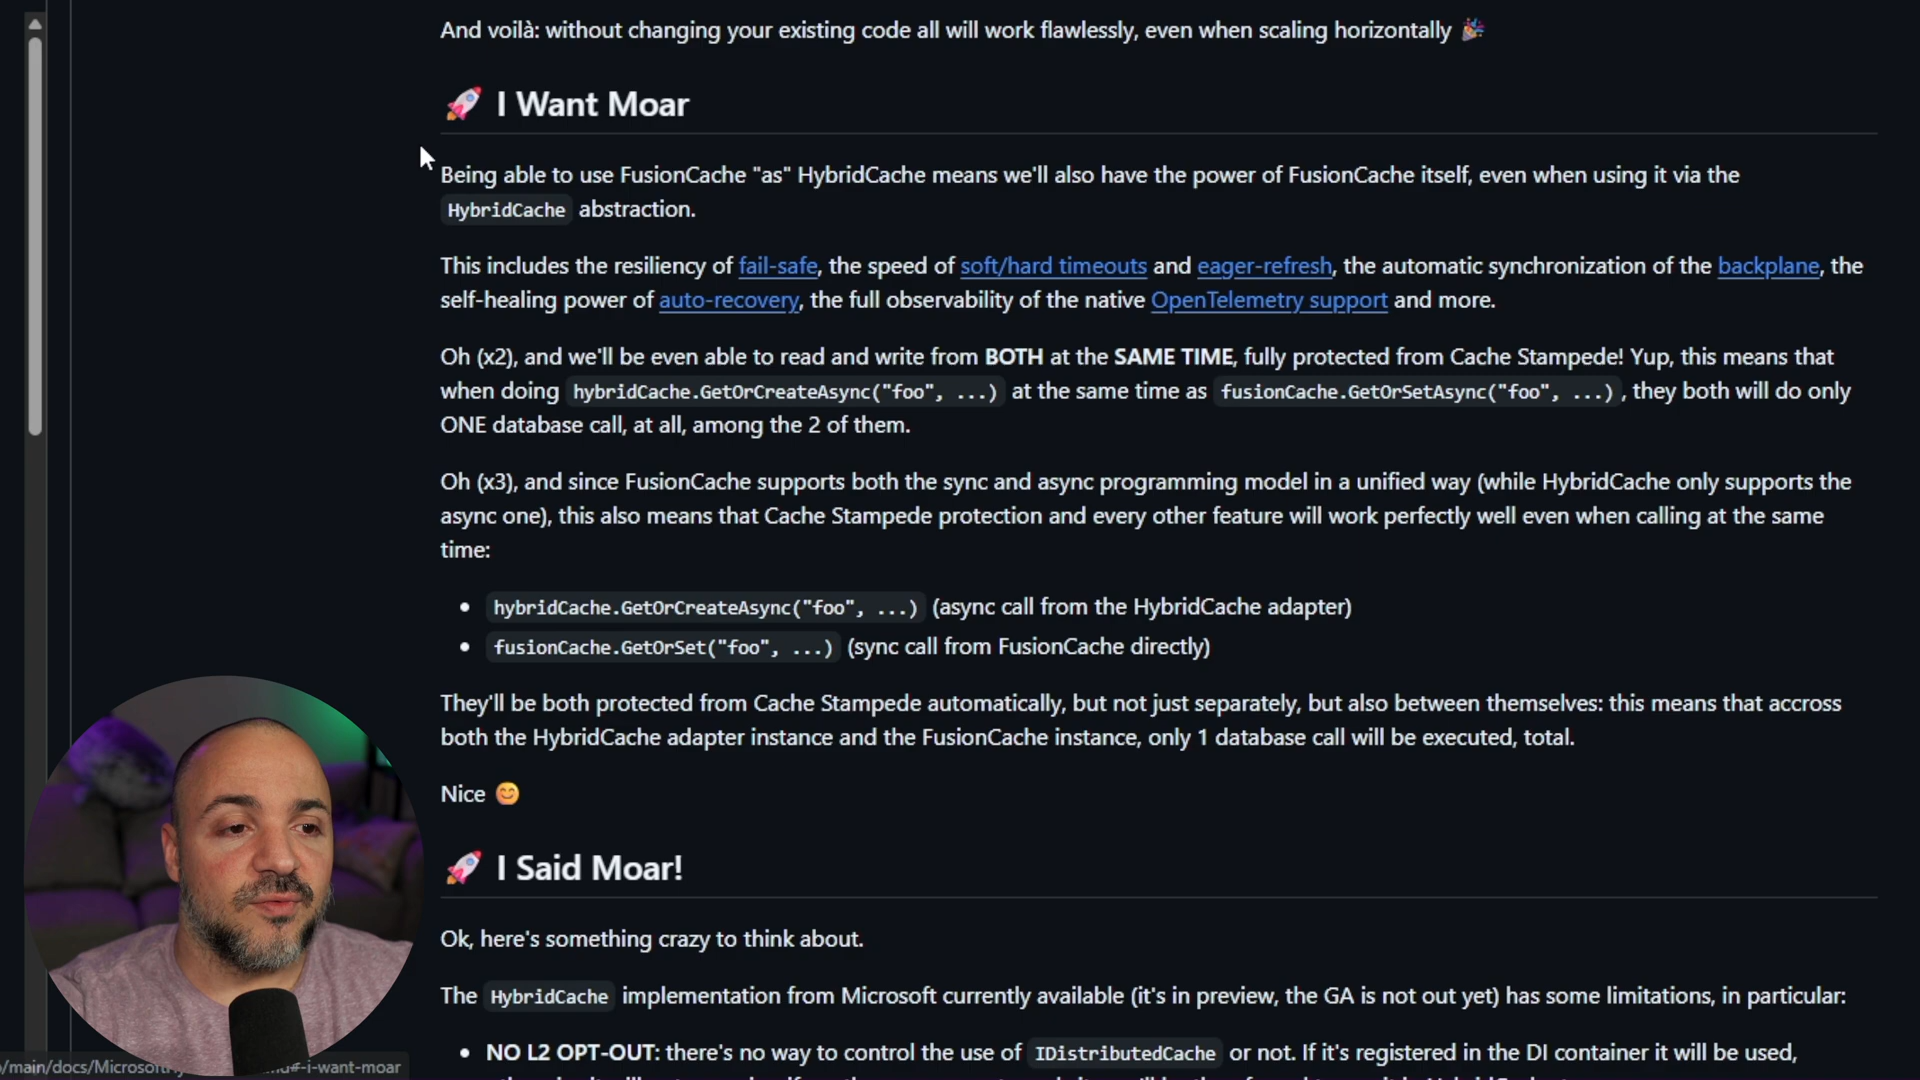 And voilà: without changing your existing code all will work flawlessly, even when scaling horizontally 🎉
🚀 I Want Moar
Being able to use FusionCache "as" HybridCache means we'll also have the power of FusionCache itself, even when using it via the
HybridCache abstraction.
This includes the resiliency of fail-safe, the speed of soft/hard timeouts and eager-refresh, the automatic synchronization of the backplane, the
self-healing power of auto-recovery, the full observability of the native OpenTelemetry support and more.
Oh (x2), and we'll be even able to read and write from BOTH at the SAME TIME, fully protected from Cache Stampede! Yup, this means that
when doing hybridCache.GetOrCreateAsync("foo", ...) at the same time as fusionCache.GetOrSetAsync("foo", ...), they both will do only
ONE database call, at all, among the 2 of them.
Oh (x3), and since FusionCache supports both the sync and async programming model in a unified way (while HybridCache only supports the
async one), this also means that Cache Stampede protection and every other feature will work perfectly well even when calling at the same
time:
• hybridCache.GetOrCreateAsync("foo", ...) (async call from the HybridCache adapter)
• fusionCache.GetOrSet("foo", ...) (sync call from FusionCache directly)
They'll be both protected from Cache Stampede automatically, but not just separately, but also between themselves: this means that accross
both the HybridCache adapter instance and the FusionCache instance, only 1 database call will be executed, total.
Nice 😊
🚀 I Said Moar!
Ok, here's something crazy to think about.
The HybridCache implementation from Microsoft currently available (it's in preview, the GA is not out yet) has some limitations, in particular:
• NO L2 OPT-OUT: there's no way to control the use of IDistributedCache or not. If it's registered in the DI container it will be used,
/main/docs/Microsoft #-i-want-moar